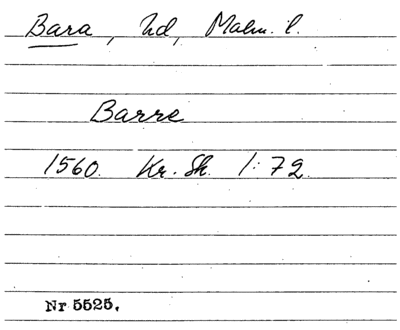 Bara, hd, Malm. l.
Barre
1560. Kr. Sk. 1: 72.
Nr 5525.